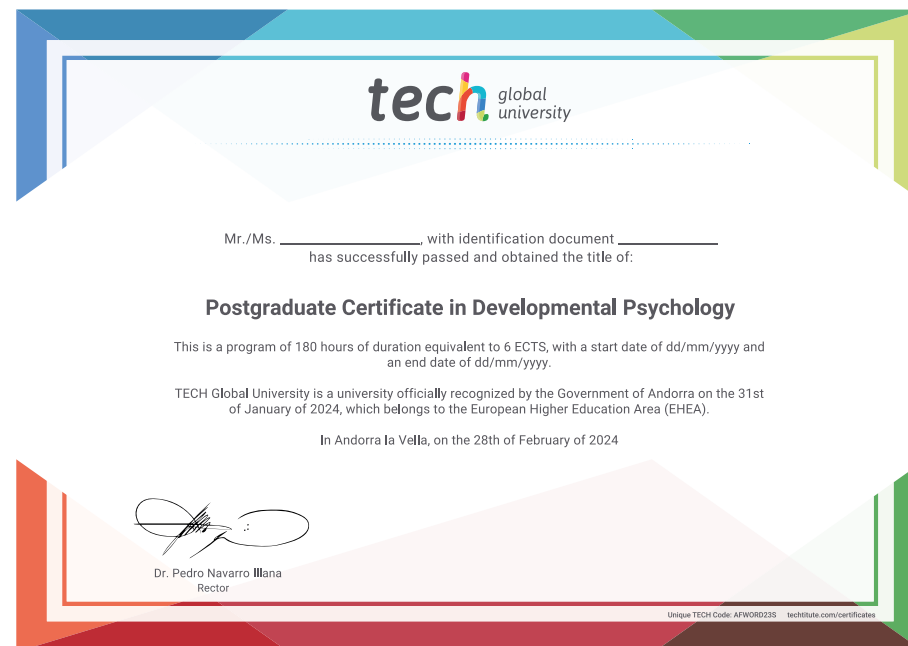 tech global
university
Mr./Ms. ____________, with identification document ____________
has successfully passed and obtained the title of:
Postgraduate Certificate in Developmental Psychology
This is a program of 180 hours of duration equivalent to 6 ECTS, with a start date of dd/mm/yyyy and
an end date of dd/mm/yyyy.
TECH Global University is a university officially recognized by the Government of Andorra on the 31st
of January of 2024, which belongs to the European Higher Education Area (EHEA).
In Andorra la Vella, on the 28th of February of 2024
Dr. Pedro Navarro Illana
Rector
Unique TECH Code: AFWORD23S techtitute.com/certificates